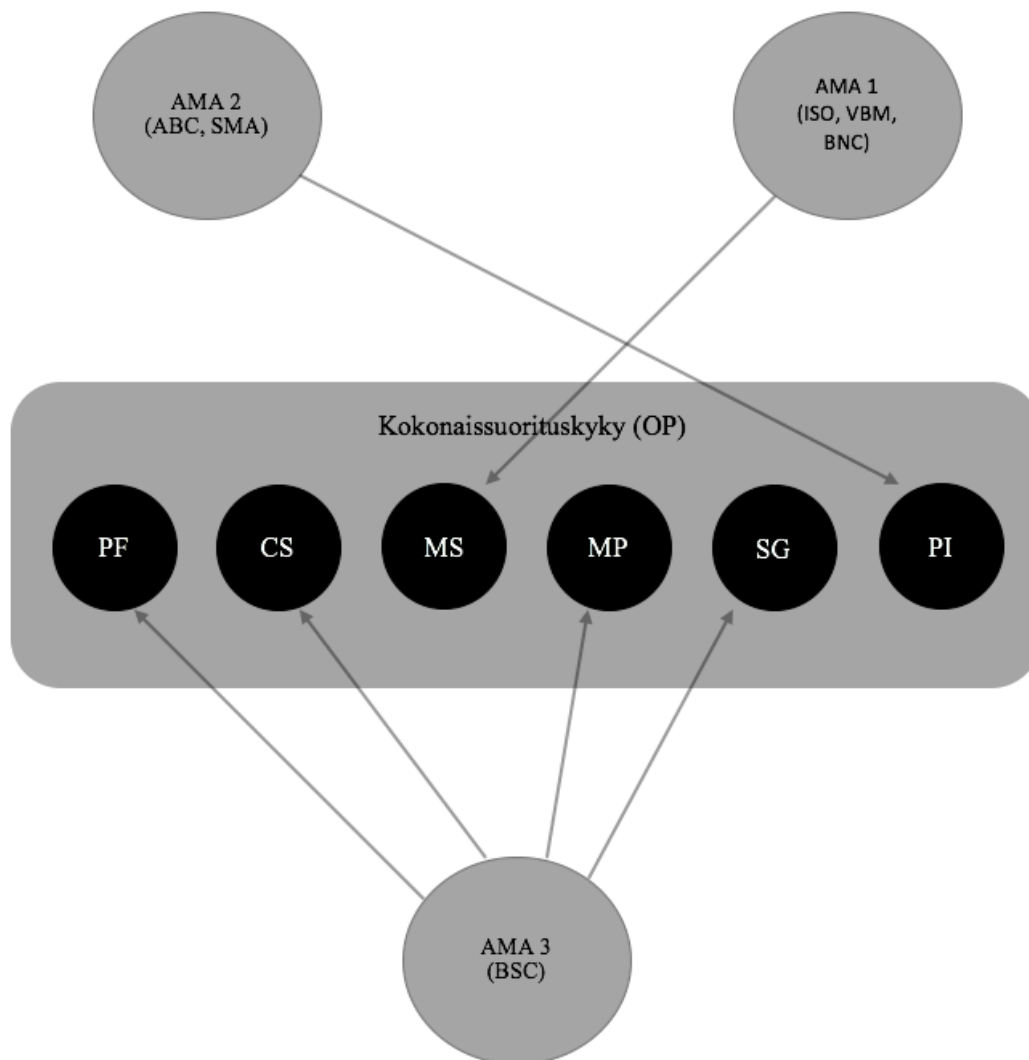 AMA 2
(ABC, SMA)
AMA 1
(ISO, VBM,
BNC)
Kokonaissuorituskyky (OP)
PF
CS
MS
MP
SG
PI
AMA 3
(BSC)